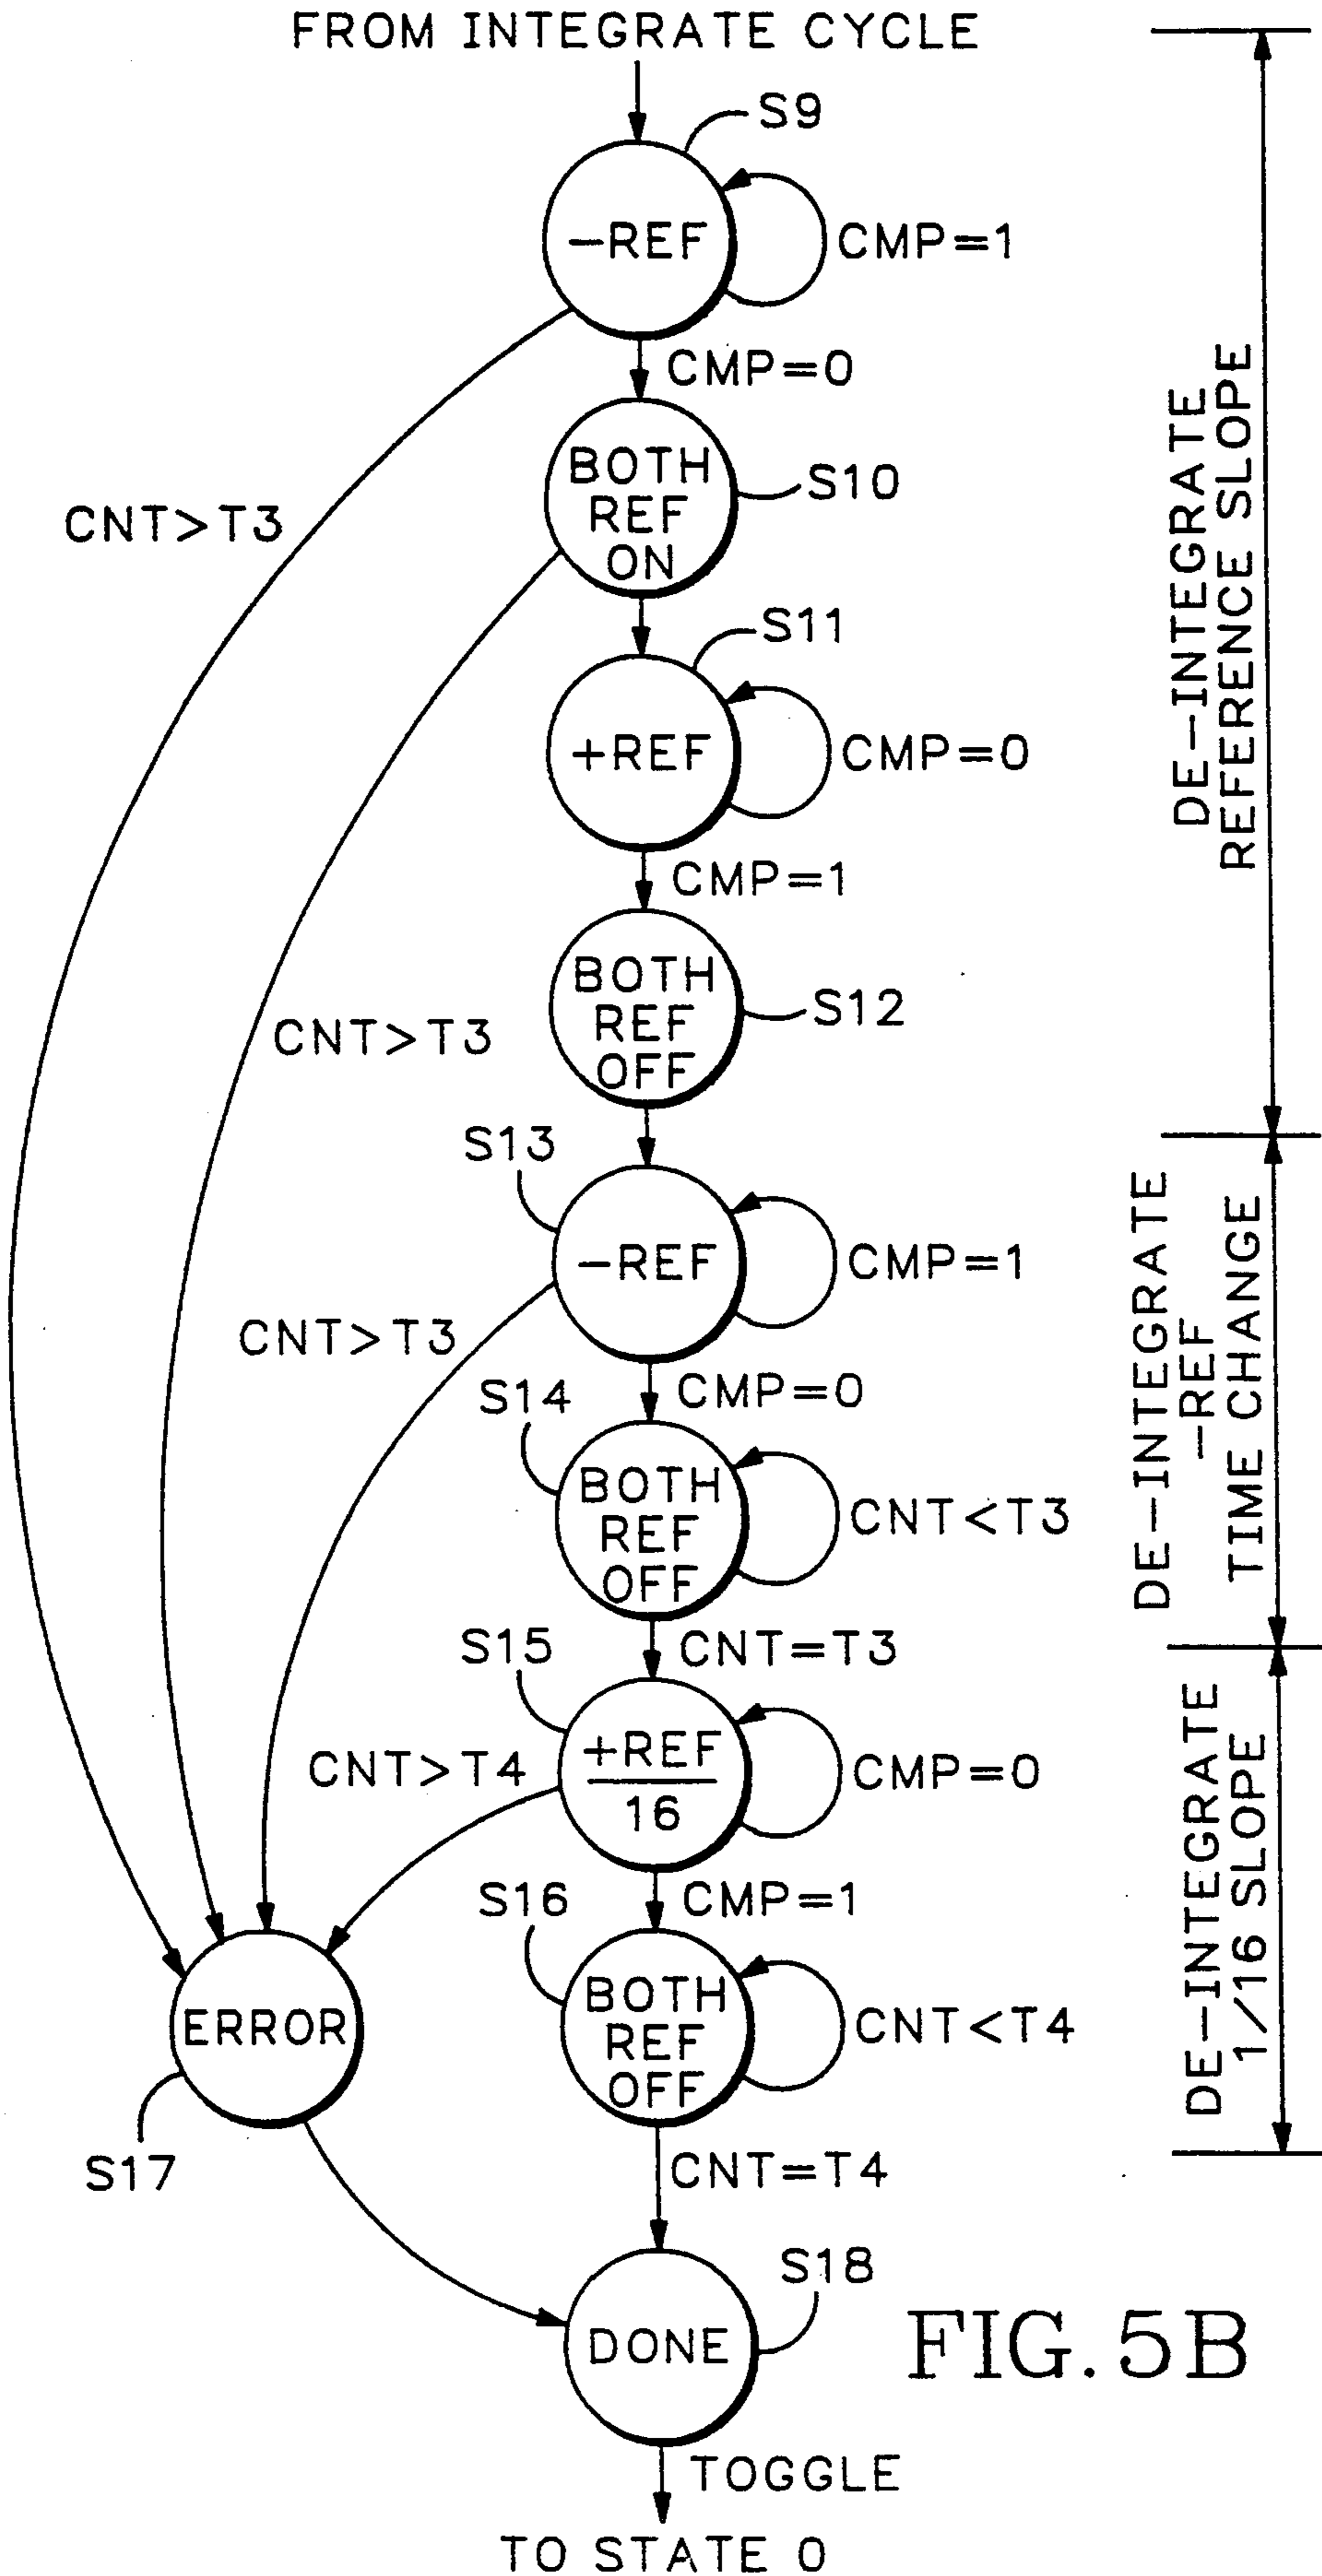 FROM INTEGRATE CYCLE
S9
−REF
CMP=1
CMP=0
BOTH
REF
ON
S10
CNT>T3
S11
+REF
CMP=0
CMP=1
BOTH
REF
OFF
S12
CNT>T3
S13
−REF
CMP=1
CNT>T3
CMP=0
S14
BOTH
REF
OFF
CNT<T3
CNT=T3
S15
+REF
16
CMP=0
CNT>T4
CMP=1
S16
BOTH
REF
OFF
CNT<T4
ERROR
S17
CNT=T4
S18
DONE
TOGGLE
TO STATE 0
DE−INTEGRATE
REFERENCE SLOPE
DE−INTEGRATE
-REF
TIME CHANGE
DE−INTEGRATE
1/16 SLOPE
FIG. 5B